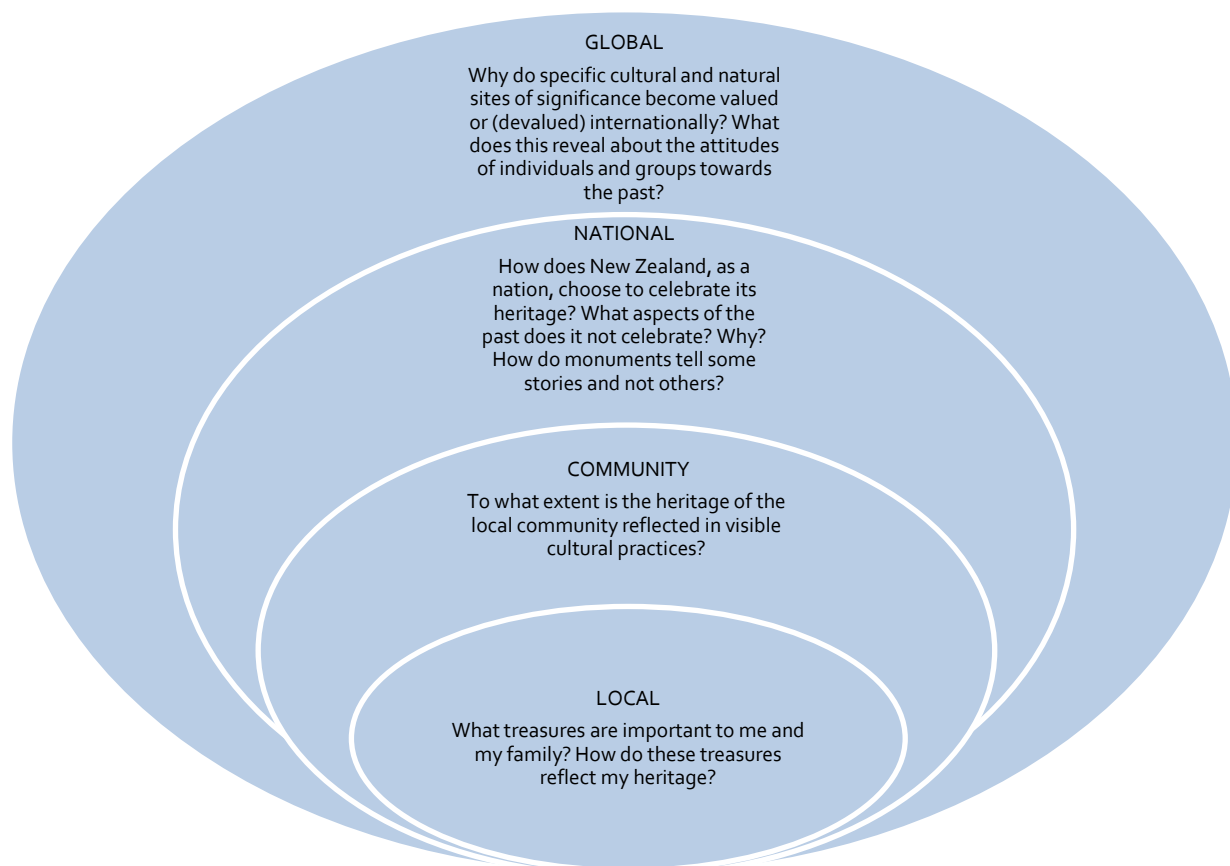 GLOBAL
Why do specific cultural and natural
sites of significance become valued
or (devalued) internationally? What
does this reveal about the attitudes
of individuals and groups towards
the past?
NATIONAL
How does New Zealand, as a
nation, choose to celebrate its
heritage? What aspects of the
past does it not celebrate? Why?
How do monuments tell some
stories and not others?
COMMUNITY
To what extent is the heritage of the
local community reflected in visible
cultural practices?
LOCAL
What treasures are important to me and
my family? How do these treasures
reflect my heritage?